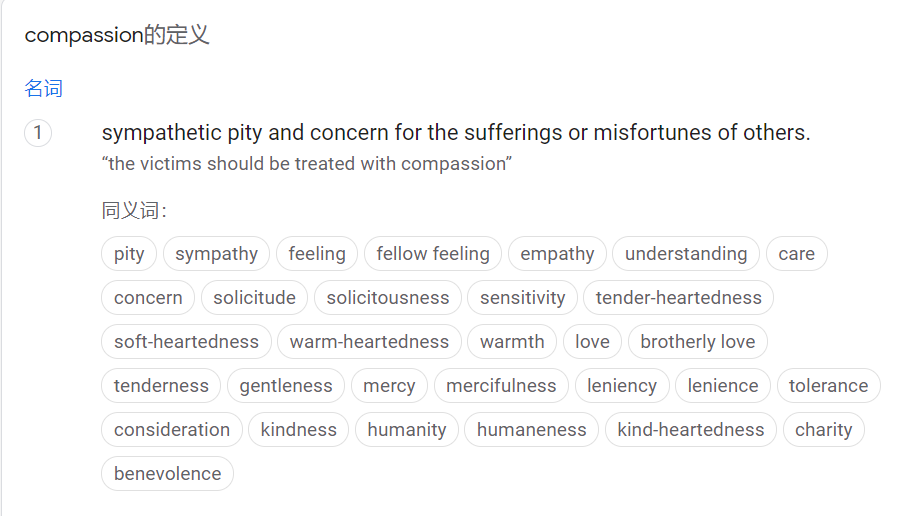 compassion的定义
名词
1 sympathetic pity and concern for the sufferings or misfortunes of others.
“the victims should be treated with compassion”
同义词：
pity sympathy feeling fellow feeling empathy understanding care
concern solicitude solicitousness sensitivity tender-heartedness
soft-heartedness warm-heartedness warmth love brotherly love
tenderness gentleness mercy mercifulness leniency lenience tolerance
consideration kindness humanity humaneness kind-heartedness charity
benevolence